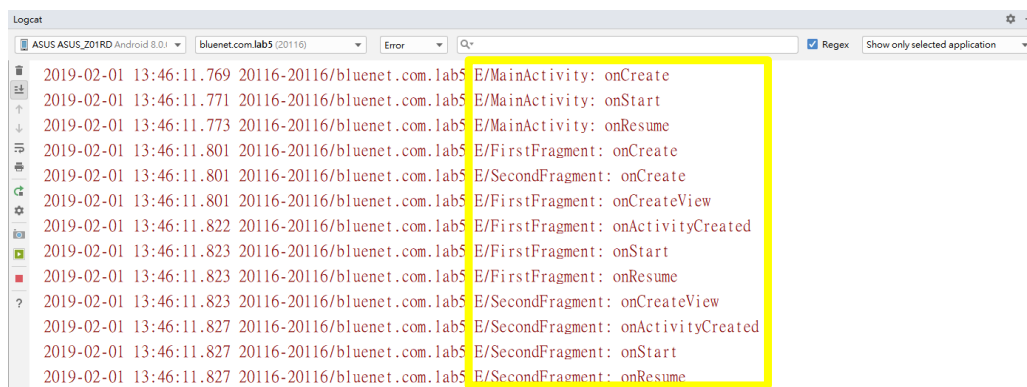 Logcat
ASUS ASUS_Z01RD Android 8.0.
bluenet.com.lab5 (20116)
Error
Regex
Show only selected application
2019-02-01 13:46:11.769 20116-20116/bluenet.com.lab5 E/MainActivity: onCreate
2019-02-01 13:46:11.771 20116-20116/bluenet.com.lab5 E/MainActivity: onStart
2019-02-01 13:46:11.773 20116-20116/bluenet.com.lab5 E/MainActivity: onResume
2019-02-01 13:46:11.801 20116-20116/bluenet.com.lab5 E/FirstFragment: onCreate
2019-02-01 13:46:11.801 20116-20116/bluenet.com.lab5 E/SecondFragment: onCreate
2019-02-01 13:46:11.801 20116-20116/bluenet.com.lab5 E/FirstFragment: onCreateView
2019-02-01 13:46:11.822 20116-20116/bluenet.com.lab5 E/FirstFragment: onActivityCreated
2019-02-01 13:46:11.823 20116-20116/bluenet.com.lab5 E/FirstFragment: onStart
2019-02-01 13:46:11.823 20116-20116/bluenet.com.lab5 E/FirstFragment: onResume
2019-02-01 13:46:11.823 20116-20116/bluenet.com.lab5 E/SecondFragment: onCreateView
2019-02-01 13:46:11.827 20116-20116/bluenet.com.lab5 E/SecondFragment: onActivityCreated
2019-02-01 13:46:11.827 20116-20116/bluenet.com.lab5 E/SecondFragment: onStart
2019-02-01 13:46:11.827 20116-20116/bluenet.com.lab5 E/SecondFragment: onResume